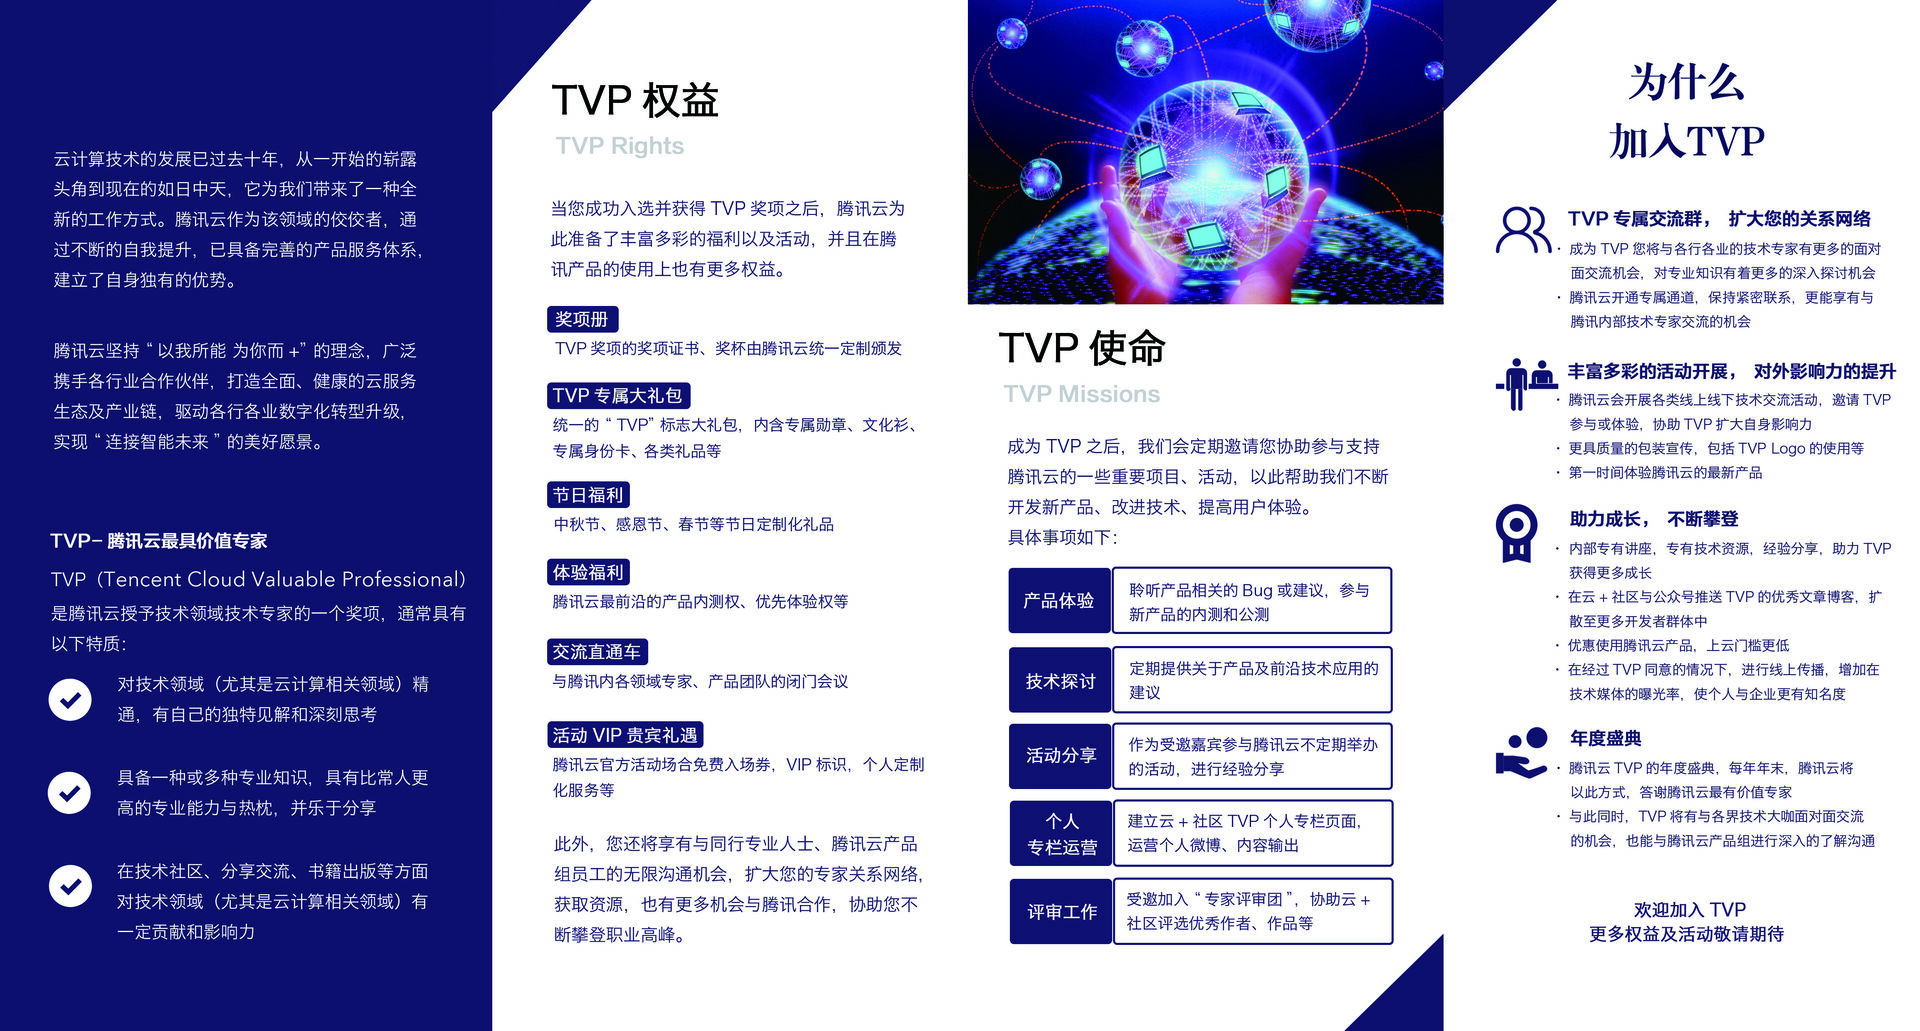 云计算技术的发展已过去十年，从一开始的崭露
头角到现在的如日中天，它为我们带来了一种全
新的工作方式。腾讯云作为该领域的佼佼者，通
过不断的自我提升，已具备完善的产品服务体系，
建立了自身独有的优势。
腾讯云坚持“以我所能 为你而+”的理念，广泛
携手各行业合作伙伴，打造全面、健康的云服务
生态及产业链，驱动各行各业数字化转型升级，
实现“连接智能未来”的美好愿景。
TVP-腾讯云最具价值专家
TVP（Tencent Cloud Valuable Professional）
是腾讯云授予技术领域技术专家的一个奖项，通常具有
以下特质：
对技术领域（尤其是云计算相关领域）精
通，有自己的独特见解和深刻思考
具备一种或多种专业知识，具有比常人更
高的专业能力与热枕，并乐于分享
在技术社区、分享交流、书籍出版等方面
对技术领域（尤其是云计算相关领域）有
一定贡献和影响力
TVP 权益
TVP Rights
当您成功入选并获得 TVP 奖项之后，腾讯云为
此准备了丰富多彩的福利以及活动，并且在腾
讯产品的使用上也有更多权益。
奖项册
TVP 奖项的奖项证书、奖杯由腾讯云统一定制颁发
TVP 专属大礼包
统一的“TVP”标志大礼包，内含专属勋章、文化衫、
专属身份卡、各类礼品等
节日福利
中秋节、感恩节、春节等节日定制化礼品
体验福利
腾讯云最前沿的产品内测权、优先体验权等
交流直通车
与腾讯内各领域专家、产品团队的闭门会议
活动 VIP 贵宾礼遇
腾讯云官方活动场合免费入场券，VIP 标识，个人定制
化服务等
此外，您还将享有与同行专业人士、腾讯云产品
组员工的无限沟通机会，扩大您的专家关系网络，
获取资源，也有更多机会与腾讯合作，协助您不
断攀登职业高峰。
TVP 使命
TVP Missions
成为 TVP 之后，我们会定期邀请您协助参与支持
腾讯云的一些重要项目、活动，以此帮助我们不断
开发新产品、改进技术、提高用户体验。
具体事项如下：
产品体验
聆听产品相关的 Bug 或建议，参与
新产品的内测和公测
技术探讨
定期提供关于产品及前沿技术应用的
建议
活动分享
作为受邀嘉宾参与腾讯云不定期举办
的活动，进行经验分享
个人
专栏运营
建立云+社区 TVP 个人专栏页面，
运营个人微博、内容输出
评审工作
受邀加入“专家评审团”，协助云+
社区评选优秀作者、作品等
为什么
加入TVP
TVP 专属交流群， 扩大您的关系网络
· 成为 TVP 您将与各行各业的技术专家有更多的面对
面交流机会，对专业知识有着更多的深入探讨机会
· 腾讯云开通专属通道，保持紧密联系，更能享有与
腾讯内部技术专家交流的机会
丰富多彩的活动开展， 对外影响力的提升
· 腾讯云会开展各类线上线下技术交流活动，邀请 TVP
参与或体验，协助 TVP 扩大自身影响力
· 更具质量的包装宣传，包括 TVP Logo 的使用等
· 第一时间体验腾讯云的最新产品
助力成长， 不断攀登
· 内部专有讲座，专有技术资源，经验分享，助力 TVP
获得更多成长
· 在云+社区与公众号推送 TVP 的优秀文章博客，扩
散至更多开发者群体中
· 优惠使用腾讯云产品，上云门槛更低
· 在经过 TVP 同意的情况下，进行线上传播，增加在
技术媒体的曝光率，使个人与企业更有知名度
年度盛典
· 腾讯云 TVP 的年度盛典，每年年末，腾讯云将
以此方式，答谢腾讯云最有价值专家
· 与此同时，TVP 将有与各界技术大咖面对面交流
的机会，也能与腾讯云产品组进行深入的了解沟通
欢迎加入 TVP
更多权益及活动敬请期待